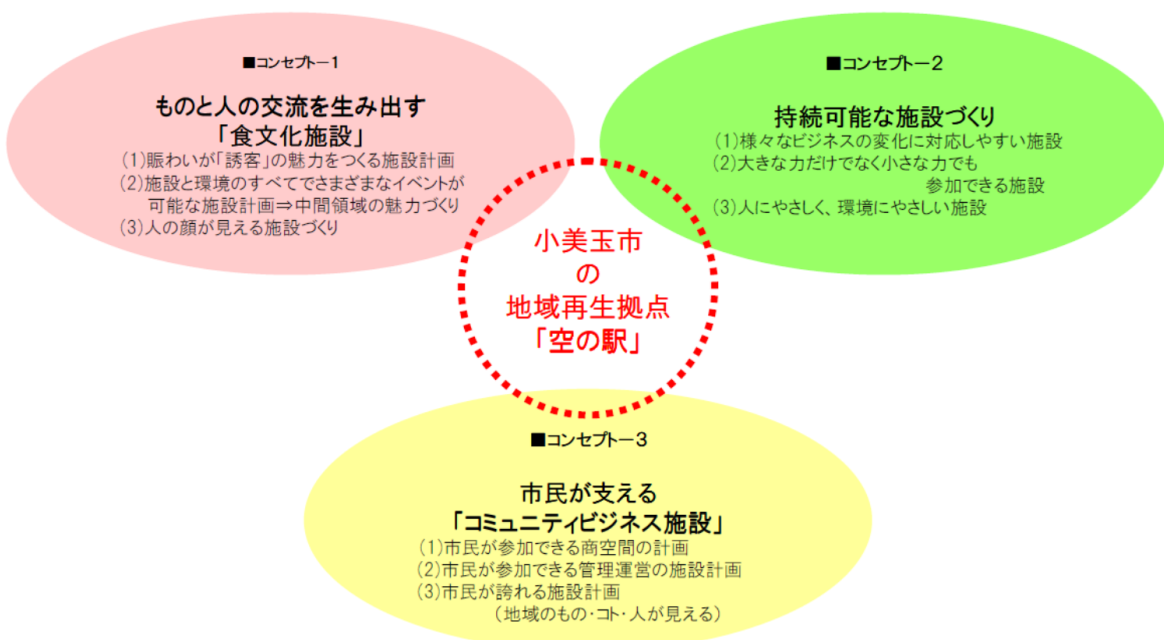 ■コンセプトー1
ものと人の交流を生み出す
「食文化施設」
(1)賑わいが「誘客」の魅力をつくる施設計画
(2)施設と環境のすべてでさまざまなイベントが
可能な施設計画⇒中間領域の魅力づくり
(3)人の顔が見える施設づくり
■コンセプトー2
持続可能な施設づくり
(1)様々なビジネスの変化に対応しやすい施設
(2)大きな力だけでなく小さな力でも
参加できる施設
(3)人にやさしく、環境にやさしい施設
小美玉市
の
地域再生拠点
「空の駅」
■コンセプトー3
市民が支える
「コミュニティビジネス施設」
(1)市民が参加できる商空間の計画
(2)市民が参加できる管理運営の施設計画
(3)市民が誇れる施設計画
(地域のもの・コト・人が見える)